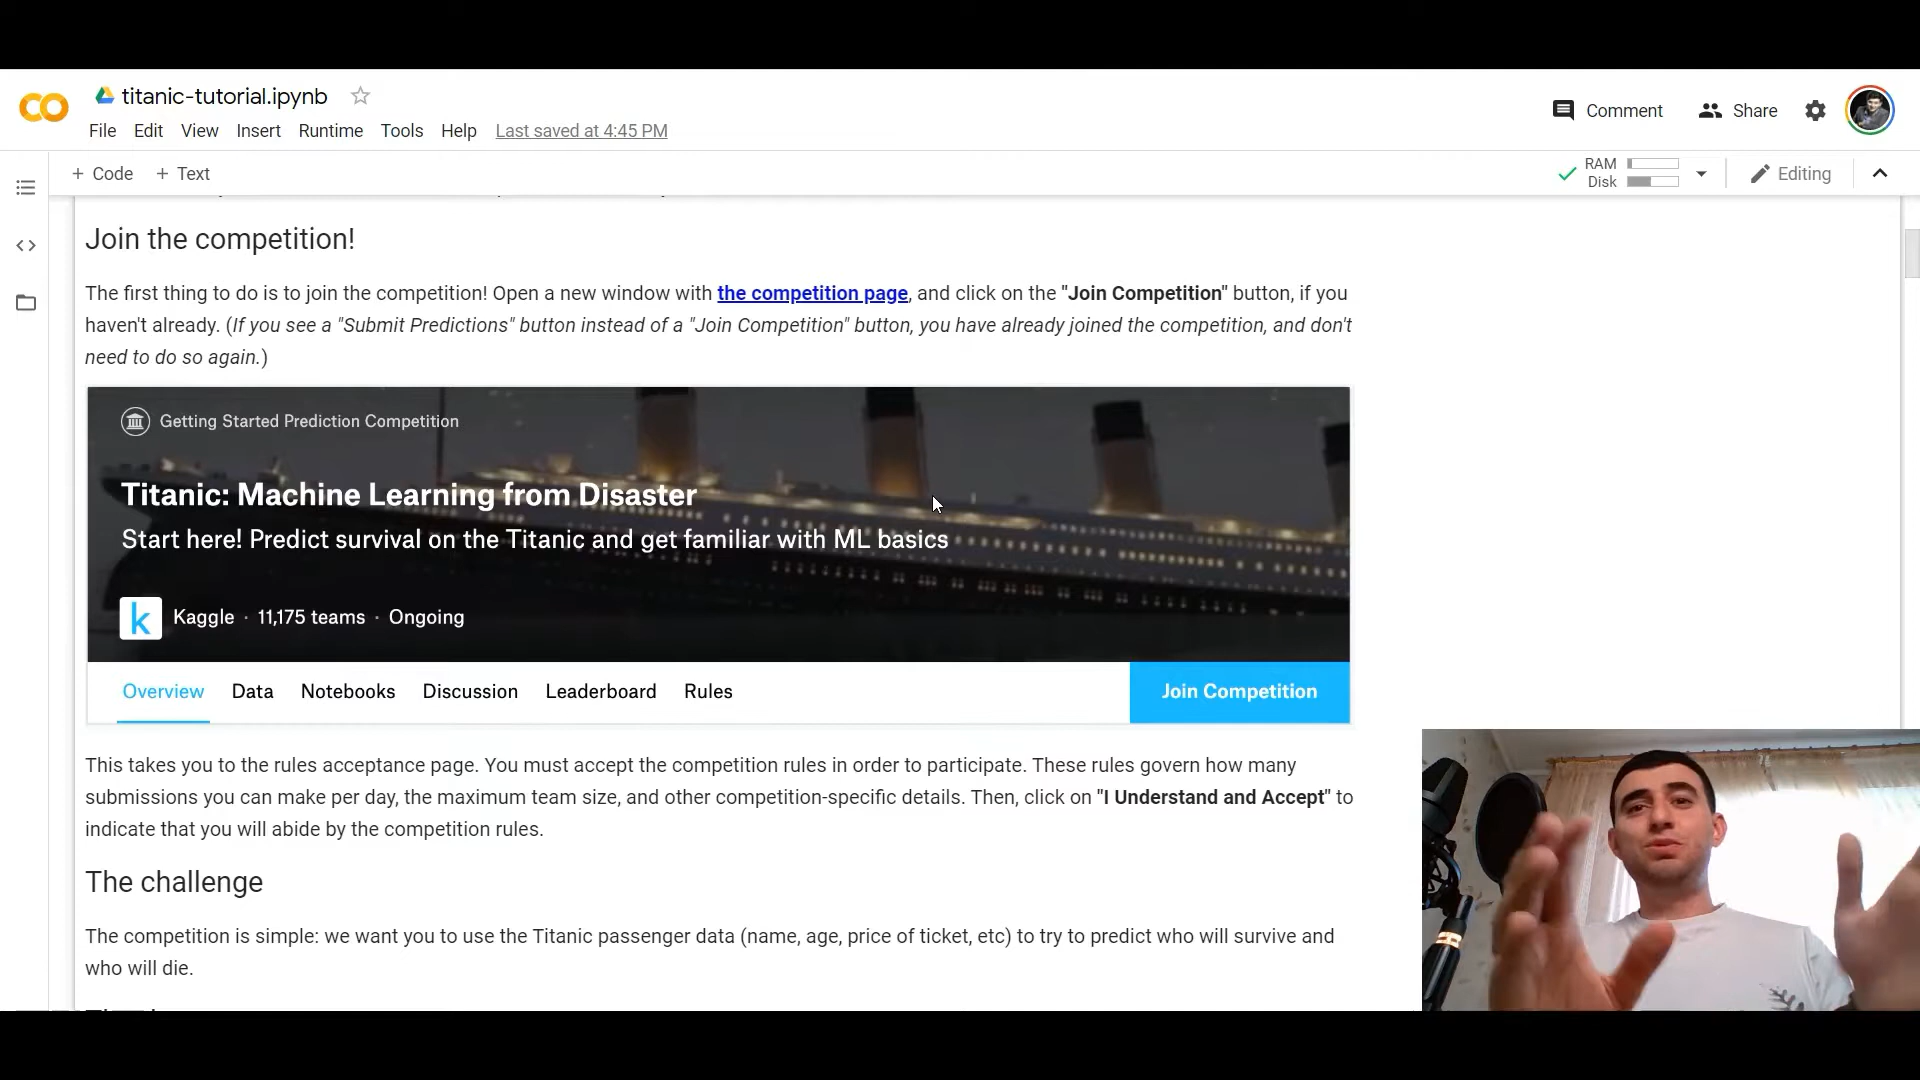 titanic-tutorial.ipynb
Comment
Share
File Edit View Insert Runtime Tools Help Last saved at 4:45 PM
+ Code + Text
RAM
Disk
Editing
Join the competition!
The first thing to do is to join the competition! Open a new window with the competition page, and click on the "Join Competition" button, if you
haven't already. (If you see a "Submit Predictions" button instead of a "Join Competition" button, you have already joined the competition, and don't
need to do so again.)
Getting Started Prediction Competition
Titanic: Machine Learning from Disaster
Start here! Predict survival on the Titanic and get familiar with ML basics
k Kaggle · 11,175 teams · Ongoing
Overview Data Notebooks Discussion Leaderboard Rules Join Competition
This takes you to the rules acceptance page. You must accept the competition rules in order to participate. These rules govern how many
submissions you can make per day, the maximum team size, and other competition-specific details. Then, click on "I Understand and Accept" to
indicate that you will abide by the competition rules.
The challenge
The competition is simple: we want you to use the Titanic passenger data (name, age, price of ticket, etc) to try to predict who will survive and
who will die.